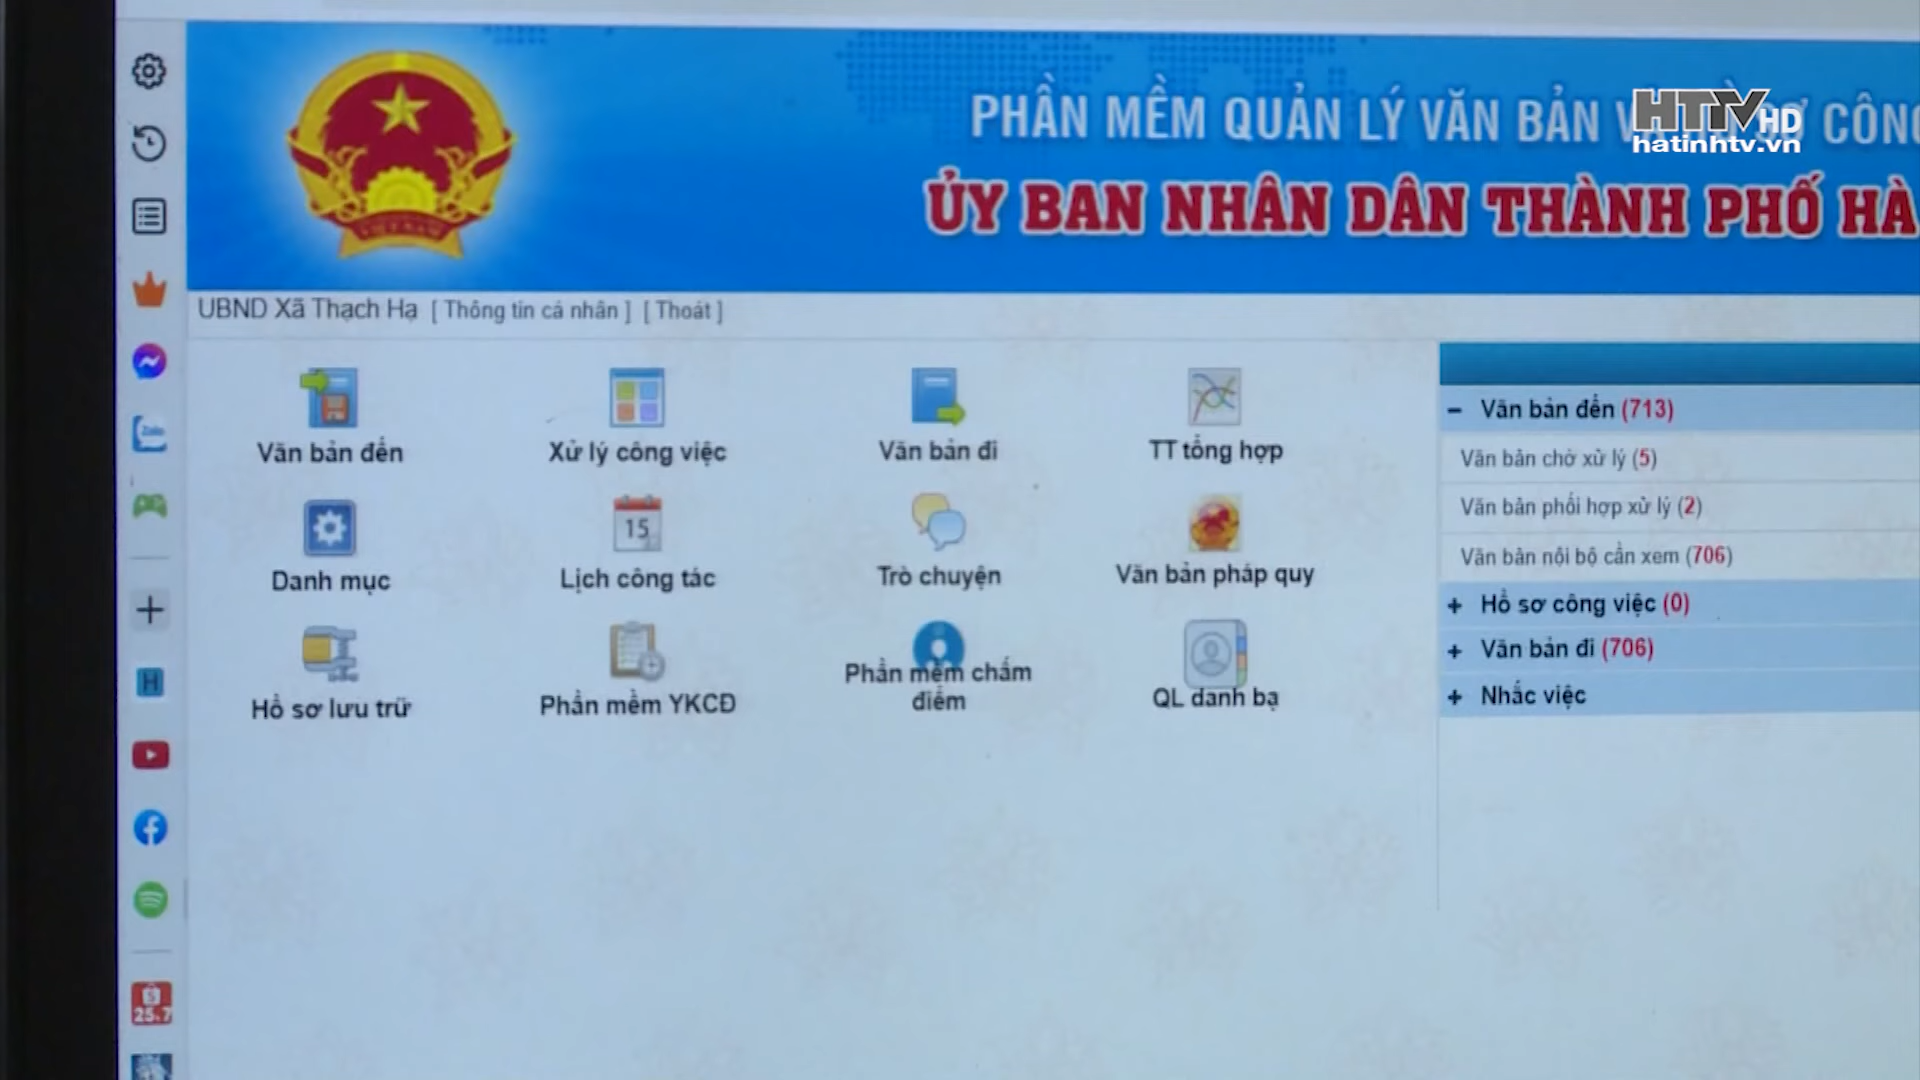 PHẦN MỀM QUẢN LÝ VĂN BẢN
HTTV HD
hatinhtv.vn
CÔN
ỦY BAN NHÂN DÂN THÀNH PHỐ HÀ
VIỆT NAM
UBND Xã Thạch Hạ [ Thông tin cá nhân ] [ Thoát ]
Văn bản đến
Xử lý công việc
Văn bản đi
TT tổng hợp
Danh mục
Lịch công tác
15
Trò chuyện
Văn bản pháp quy
Hồ sơ lưu trữ
Phần mềm YKCĐ
Phần mềm chấm
điểm
QL danh bạ
Văn bản đến (713)
Văn bản chờ xử lý (5)
Văn bản phối hợp xử lý (2)
Văn bản nội bộ cần xem (706)
Hồ sơ công việc (0)
Văn bản đi (706)
Nhắc việc
Zalo
H
S
25.7